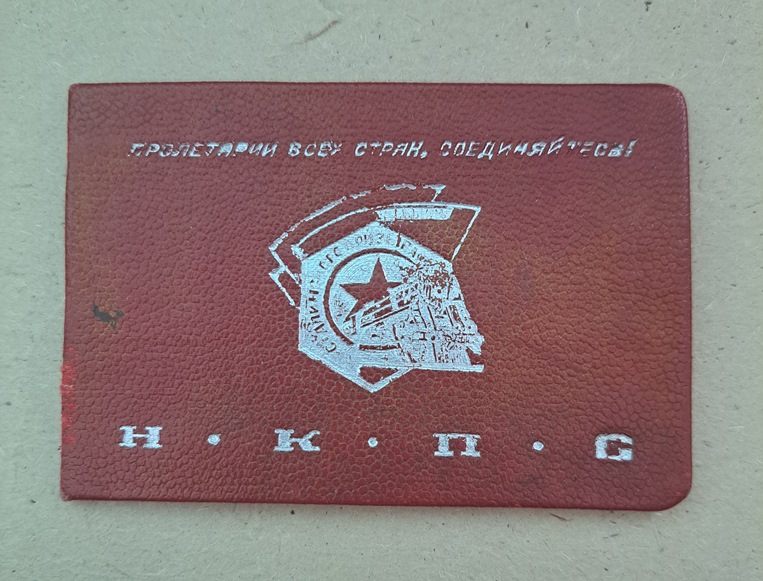 ПРОЛЕТАРИИ ВСЕХ СТРАН, СОЕДИНЯЙТЕСЬ!
Н • К • П • С